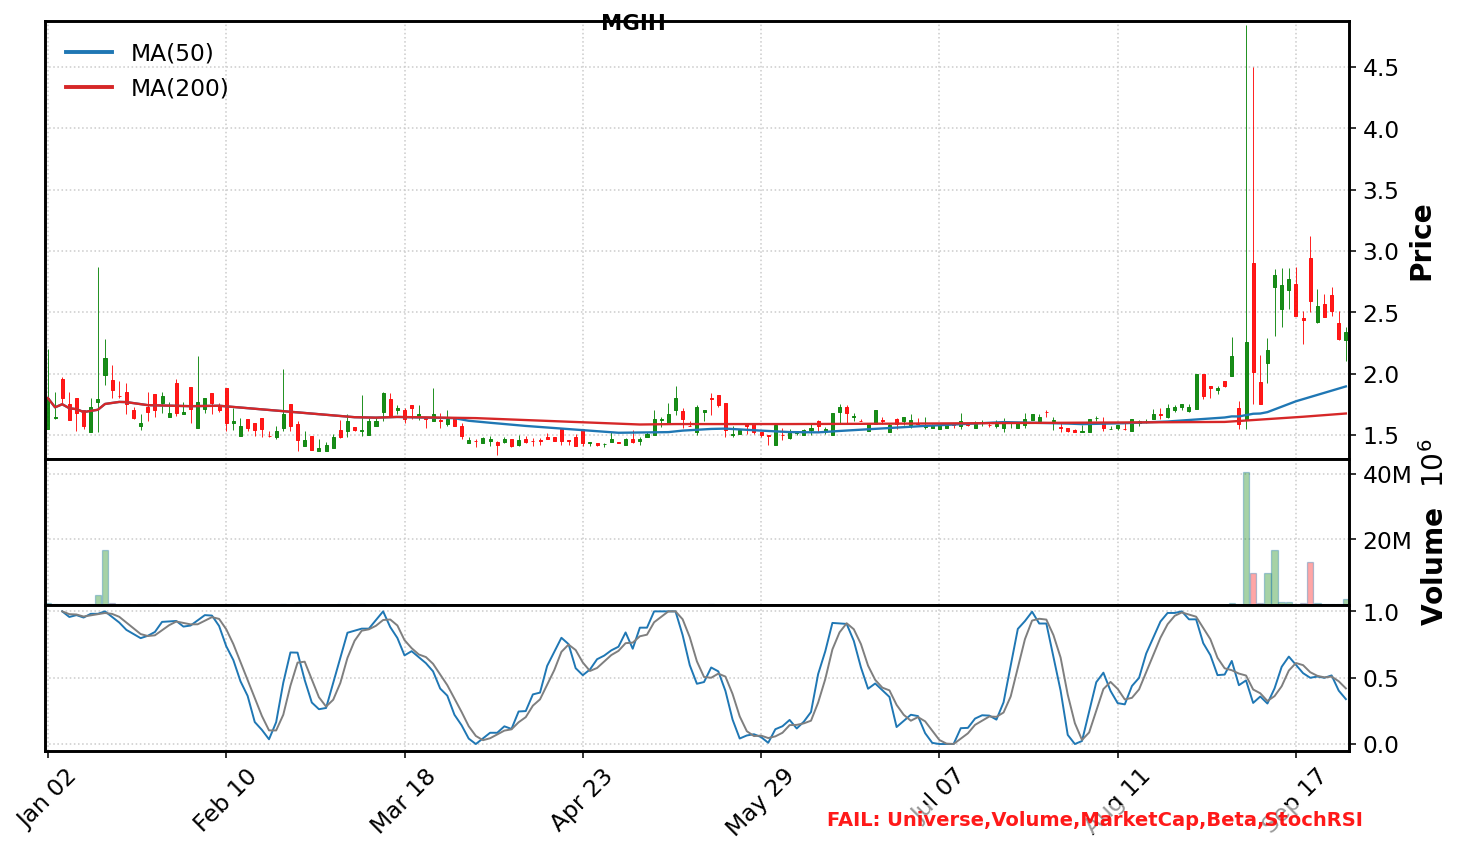 MGIH
MA(50)
MA(200)
4.5
4.0
3.5
3.0
2.5
2.0
1.5
Price
40M
20M
Volume 10^6
1.0
0.5
0.0
Jan 02
Feb 10
Mar 18
Apr 23
May 29
Jul 07
Aug 11
Sep 17
FAIL: Universe,Volume,MarketCap,Beta,StochRSI